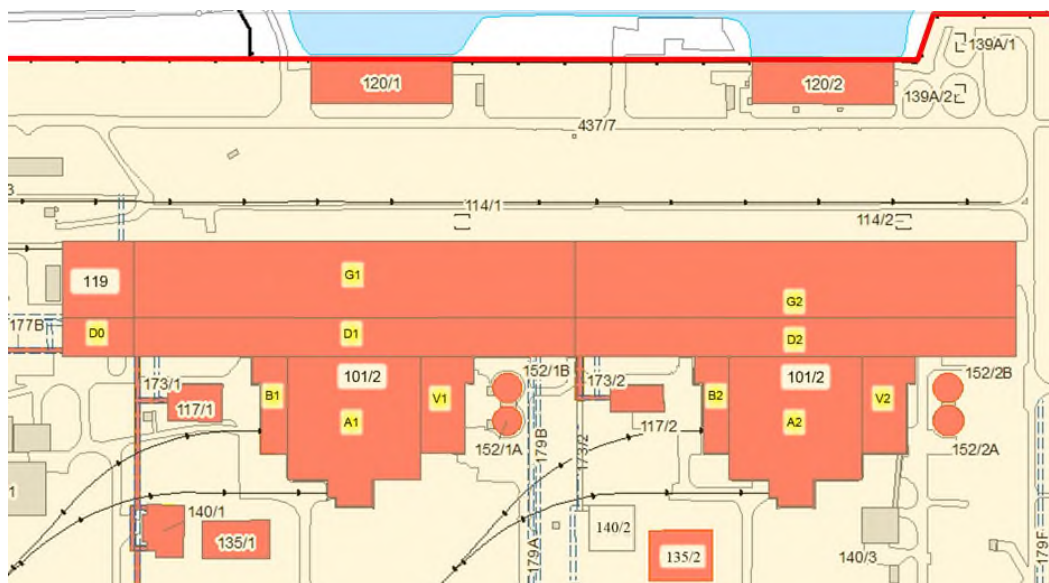 139A/1
120/1
120/2
139A/2
437/7
3
114/1
114/2
119
G1
G2
177B
D0
D1
D2
173/1
101/2
152/1B
173/2
101/2
152/2B
117/1
B1
V1
B2
V2
A1
A2
117/2
152/1A
179B
173/2
152/2A
1
140/1
135/1
140/2
135/2
140/3
179A
179F